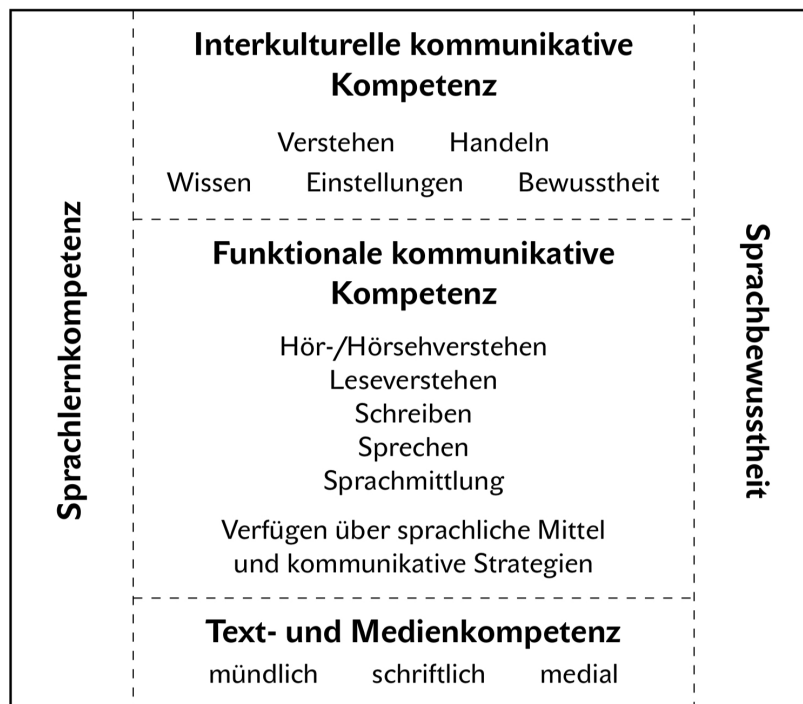 Sprachlernkompetenz
Interkulturelle kommunikative
Kompetenz
Verstehen Handeln
Wissen Einstellungen Bewusstheit
Funktionale kommunikative
Kompetenz
Hör-/Hörsehverstehen
Leseverstehen
Schreiben
Sprechen
Sprachmittlung
Verfügen über sprachliche Mittel
und kommunikative Strategien
Text- und Medienkompetenz
mündlich schriftlich medial
Sprachbewusstheit